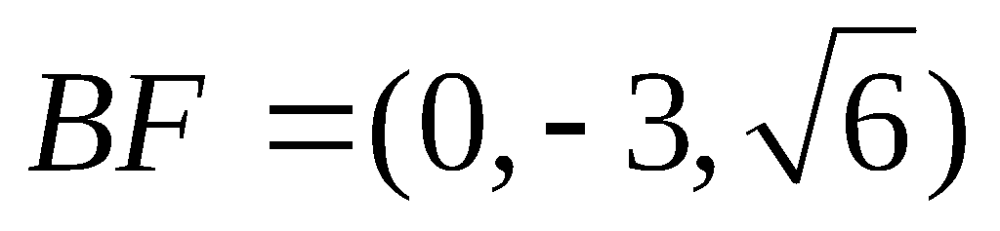 BF =(0,- 3,√6)